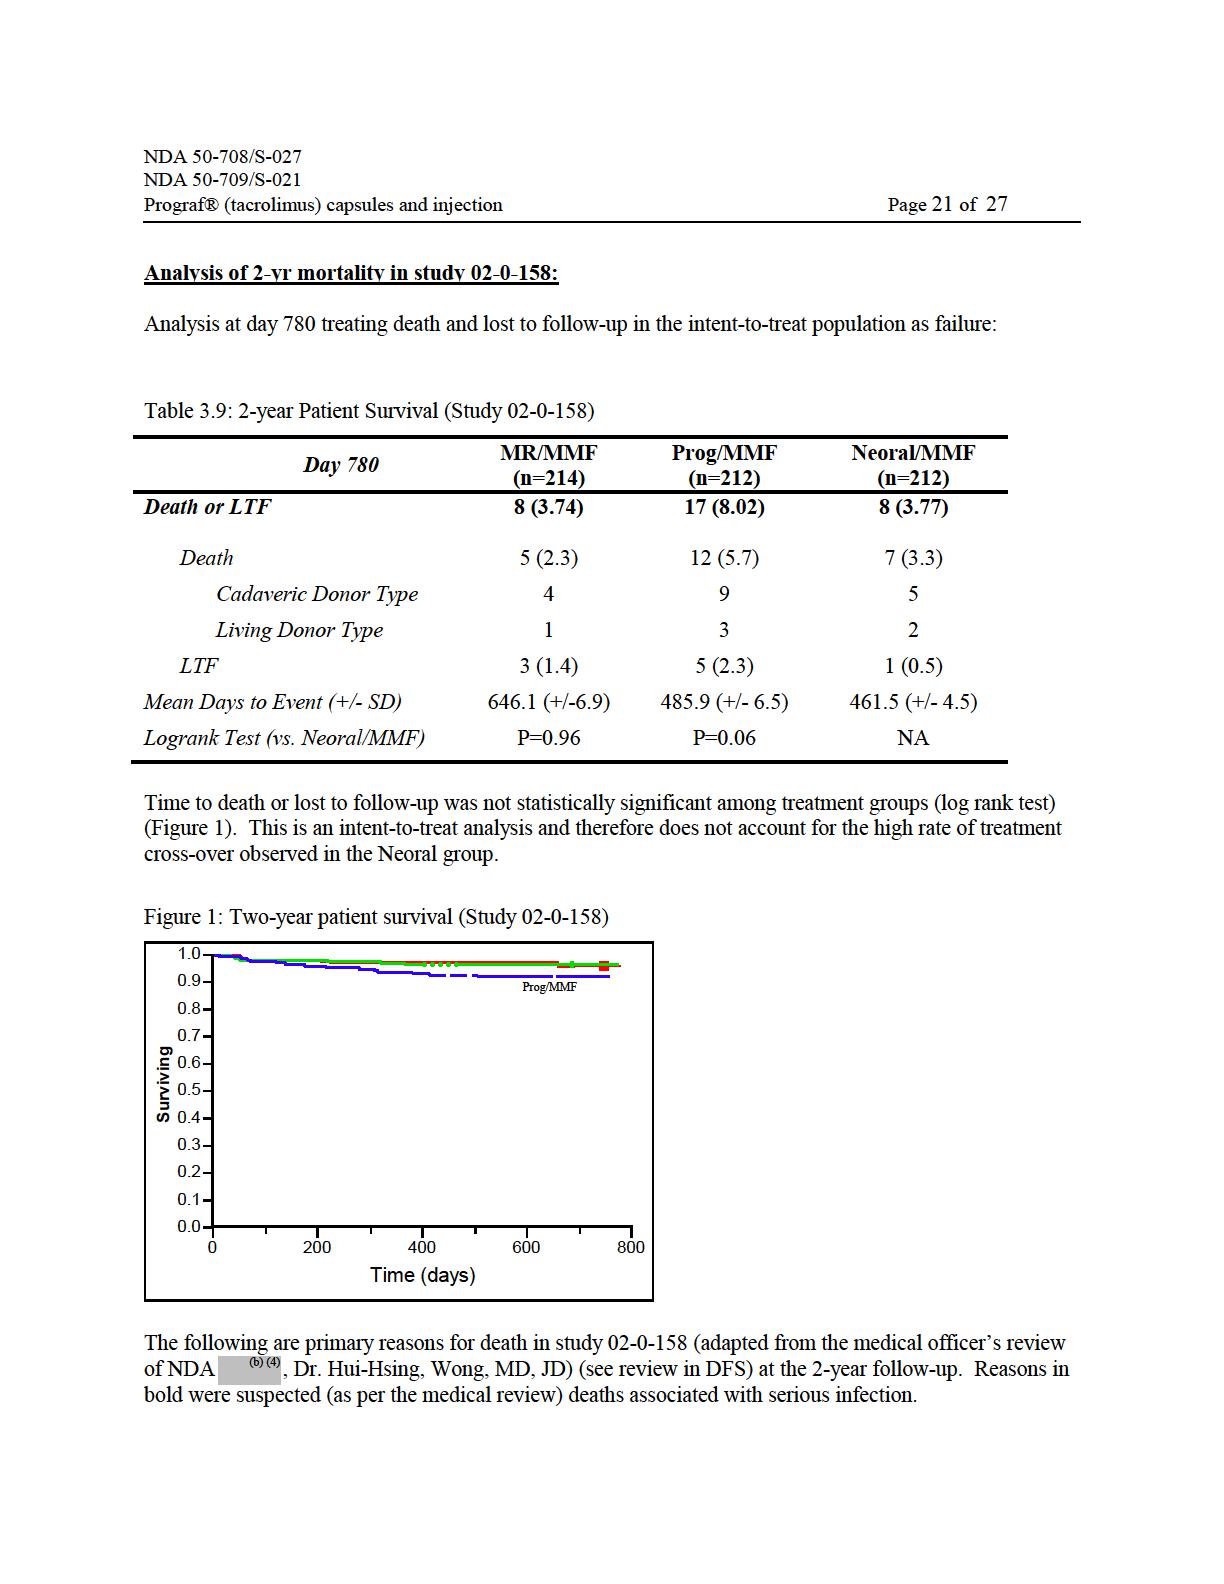 NDA 50-708/S-027
NDA 50-709/S-021
Prograf® (tacrolimus) capsules and injection Page 21 of 27
Analysis of 2-yr mortality in study 02-0-158:
Analysis at day 780 treating death and lost to follow-up in the intent-to-treat population as failure:
Table 3.9: 2-year Patient Survival (Study 02-0-158)
Day 780 MR/MMF (n=214) Prog/MMF (n=212) Neoral/MMF (n=212)
Death or LTF 8 (3.74) 17 (8.02) 8 (3.77)
Death 5 (2.3) 12 (5.7) 7 (3.3)
Cadaveric Donor Type 4 9 5
Living Donor Type 1 3 2
LTF 3 (1.4) 5 (2.3) 1 (0.5)
Mean Days to Event (+/- SD) 646.1 (+/-6.9) 485.9 (+/- 6.5) 461.5 (+/- 4.5)
Logrank Test (vs. Neoral/MMF) P=0.96 P=0.06 NA
Time to death or lost to follow-up was not statistically significant among treatment groups (log rank test)
(Figure 1). This is an intent-to-treat analysis and therefore does not account for the high rate of treatment
cross-over observed in the Neoral group.
Figure 1: Two-year patient survival (Study 02-0-158)
1.0
0.9
0.8
0.7
0.6
0.5
0.4
0.3
0.2
0.1
0.0
Surviving
Prog/MMF
0 200 400 600 800
Time (days)
The following are primary reasons for death in study 02-0-158 (adapted from the medical officer's review
of NDA (b) (4), Dr. Hui-Hsing, Wong, MD, JD) (see review in DFS) at the 2-year follow-up. Reasons in
bold were suspected (as per the medical review) deaths associated with serious infection.